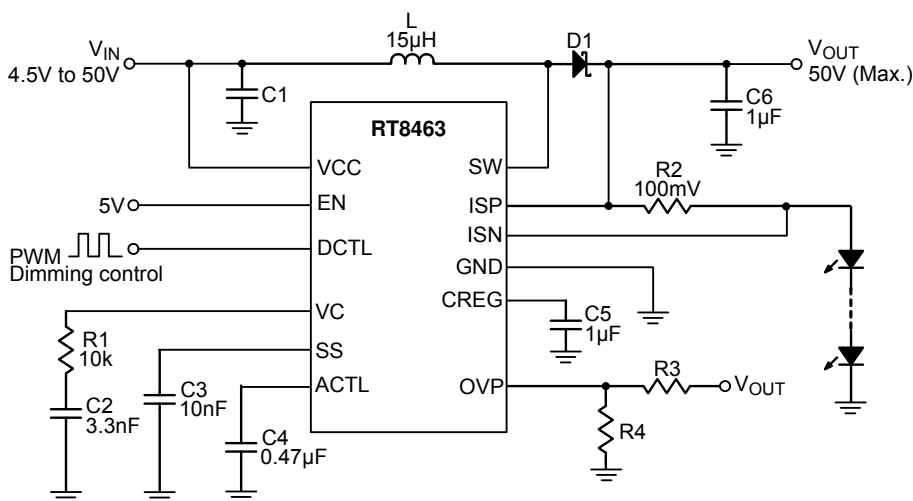 L
15µH
D1
VIN
4.5V to 50V
VOUT
50V (Max.)
C1
C6
1µF
RT8463
VCC
SW
R2
100mV
5V
EN
ISP
ISN
PWM
Dimming control
DCTL
GND
VC
CREG
C5
1µF
R1
10k
SS
ACTL
OVP
R3
VOUT
C2
3.3nF
C3
10nF
C4
0.47µF
R4